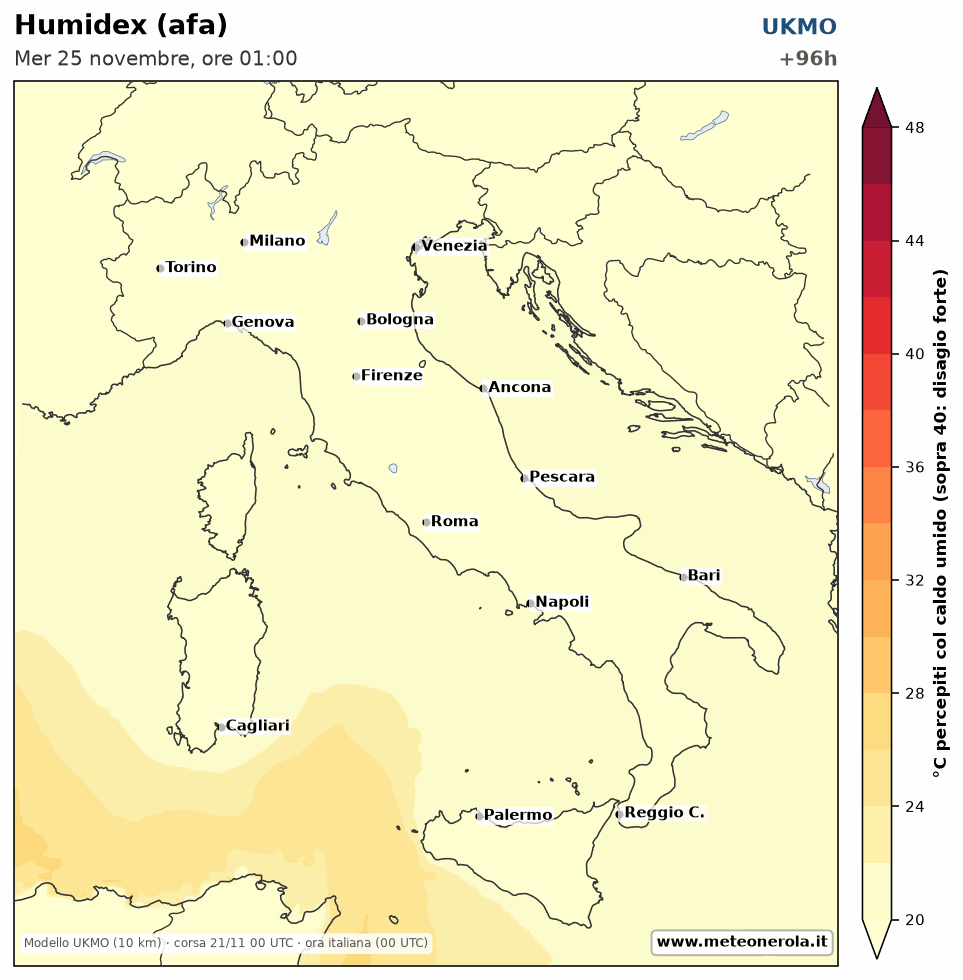 Humidex (afa)
UKMO
Mer 25 novembre, ore 01:00
+96h
48
44
40
36
32
28
24
20
°C percepiti col caldo umido (sopra 40: disagio forte)
Milano
Venezia
Torino
Genova
Bologna
Firenze
Ancona
Pescara
Roma
Bari
Napoli
Cagliari
Palermo
Reggio C.
Modello UKMO (10 km) · corsa 21/11 00 UTC · ora italiana (00 UTC)
www.meteonerola.it